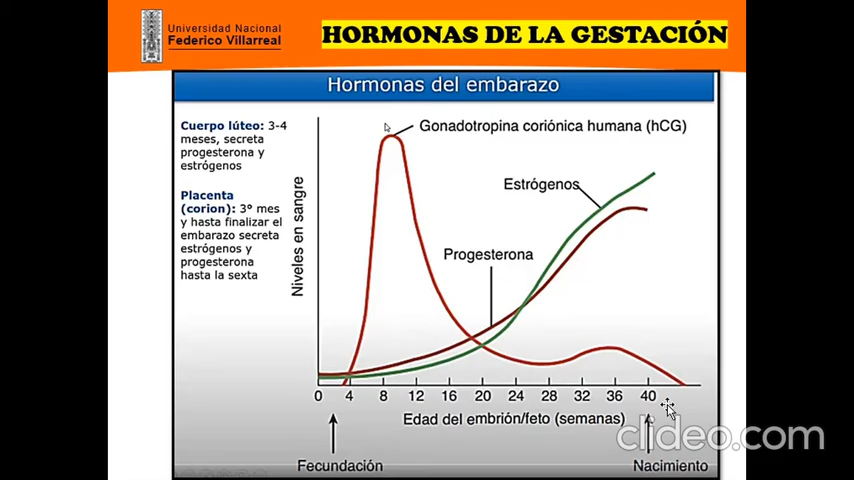 Universidad Nacional
Federico Villarreal
HORMONAS DE LA GESTACIÓN
Hormonas del embarazo
Cuerpo lúteo: 3-4
meses, secreta
progesterona y
estrógenos
Placenta
(corion): 3° mes
y hasta finalizar el
embarazo secreta
estrógenos y
progesterona
hasta la sexta
Niveles en sangre
Gonadotropina coriónica humana (hCG)
Estrógenos
Progesterona
0 4 8 12 16 20 24 28 32 36 40
Edad del embrión/feto (semanas)
Fecundación
Nacimiento
clideo.com